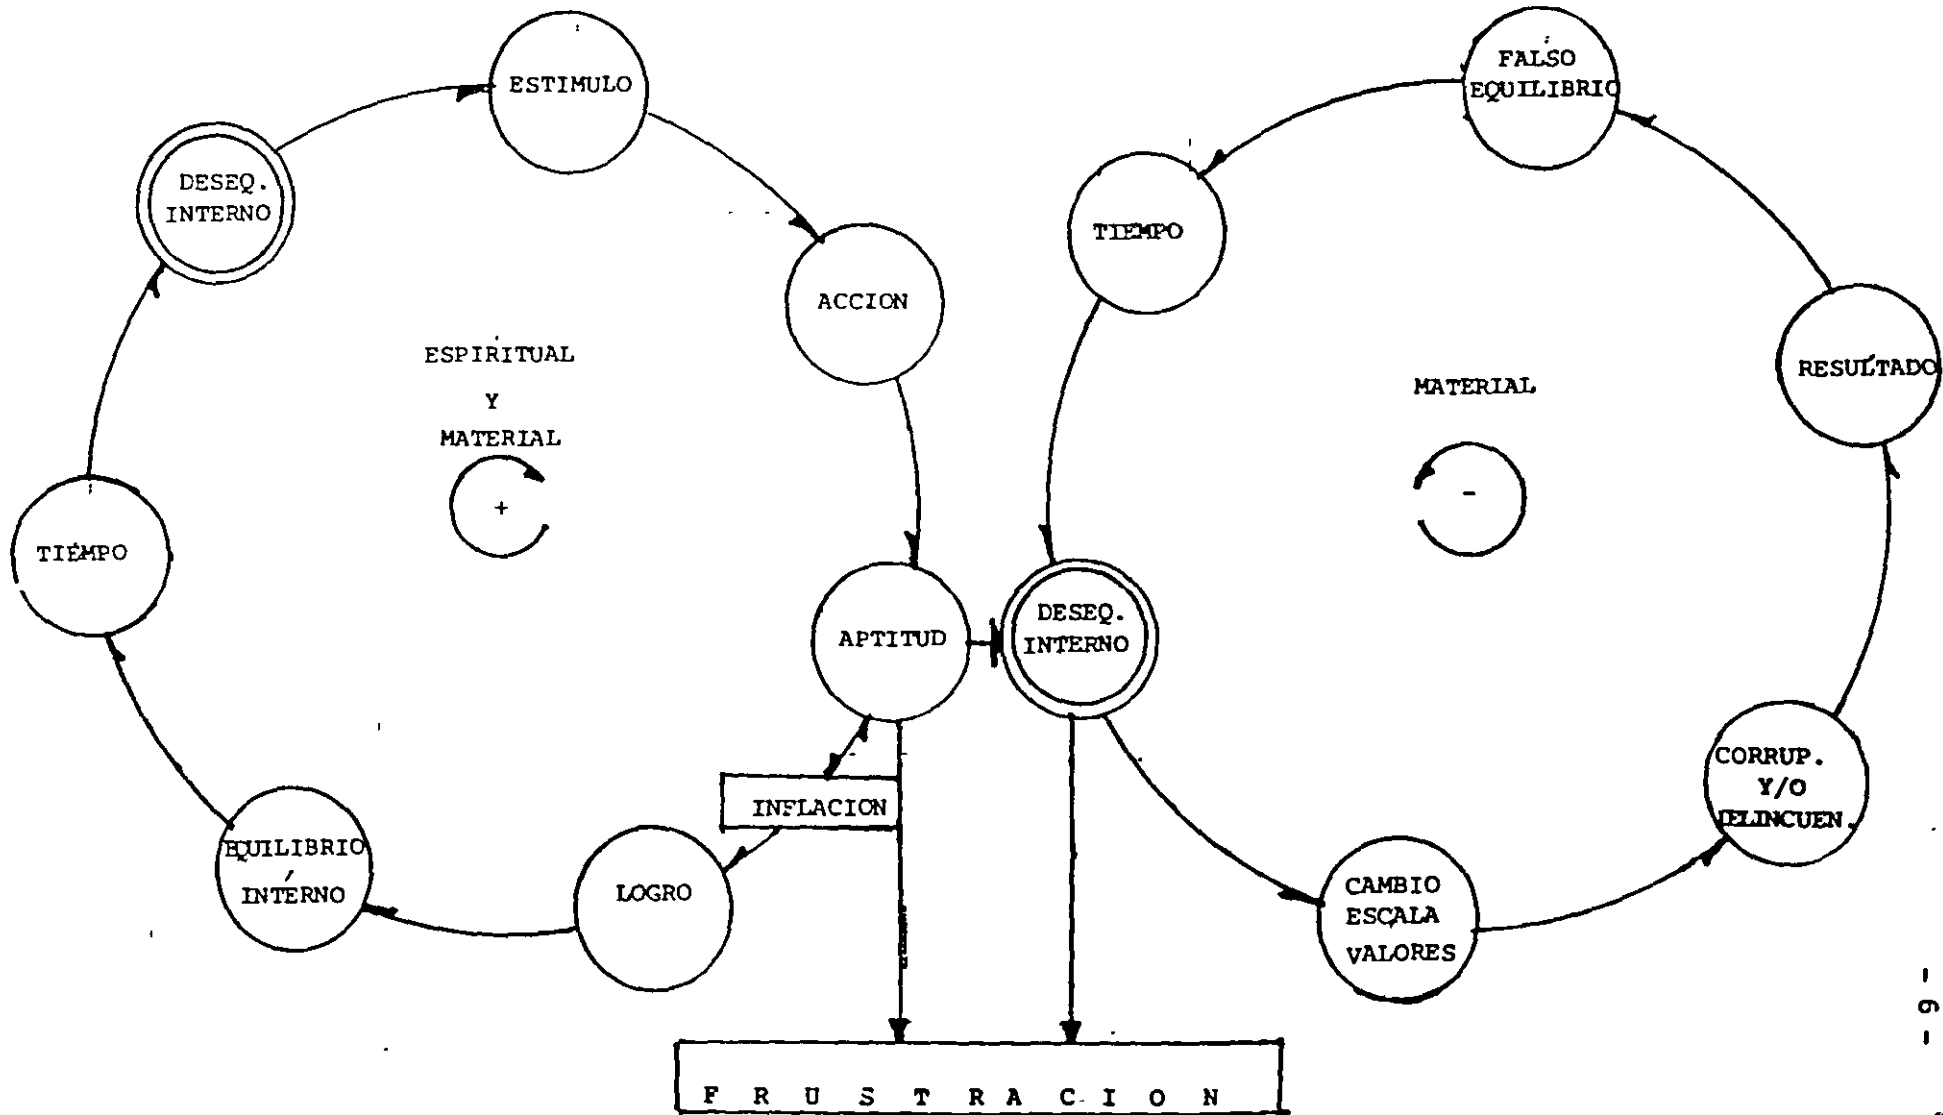 ESTIMULO
DESEQ.
INTERNO
ACCION
ESPIRITUAL
Y
MATERIAL
+
TIEMPO
APTITUD
INFLACION
LOGRO
EQUILIBRIO
INTERNO
FALSO
EQUILIBRIO
TIEMPO
RESULTADO
MATERIAL
-
DESEQ.
INTERNO
CORRUP.
Y/O
DELINCUEN.
CAMBIO
ESCALA
VALORES
FRUSTRACION
- 6 -